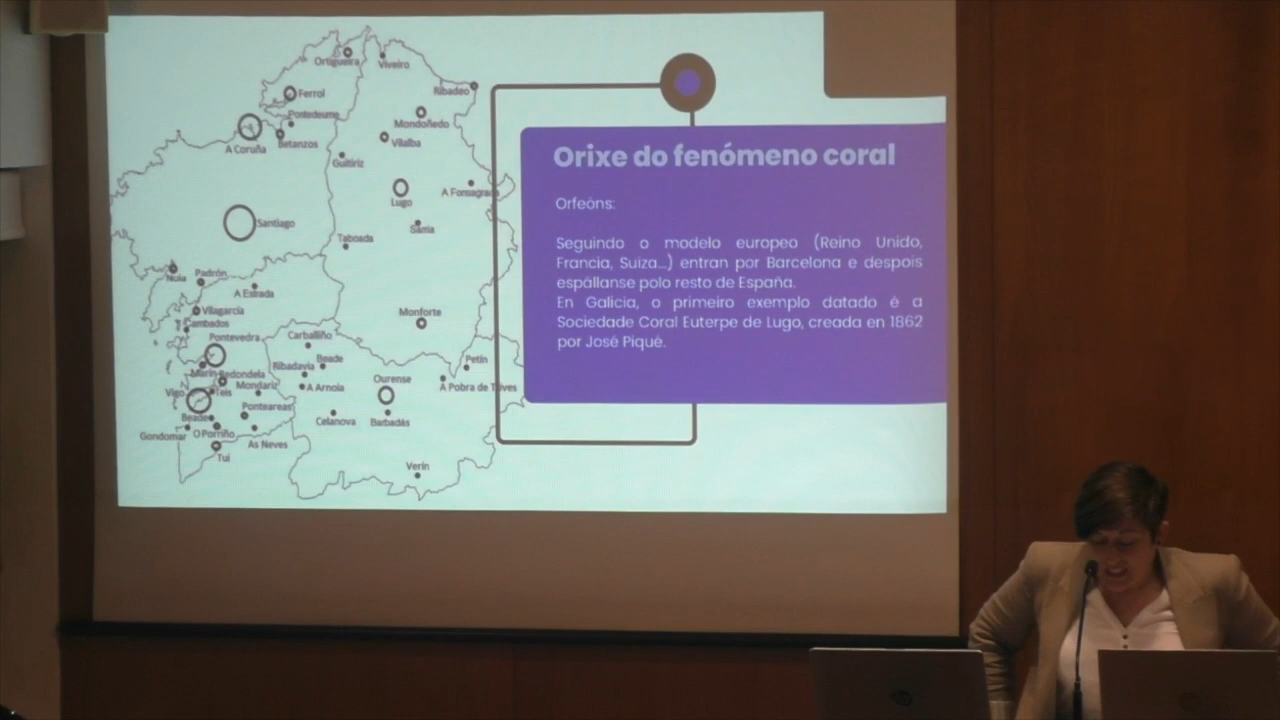 Ortigueira
Viveiro
Ribadeo
Ferrol
Pontedeume
Mondoñedo
A Coruña
Betanzos
Vilalba
Guitiriz
A Fonsagrada
Lugo
Santiago
Sarria
Taboada
Noia
Padrón
A Estrada
Vilagarcía
Cambados
Monforte
Pontevedra
Carballiño
Marín
Redondela
Ribadavia
Beade
Petín
Mondariz
A Arnoia
Ourense
A Pobra de Trives
Vigo
Teis
Ponteareas
Beade
Celanova
Barbadás
Gondomar
O Porriño
As Neves
Tui
Verín
Orixe do fenómeno coral
Orfeóns:
Seguindo o modelo europeo (Reino Unido,
Francia, Suiza...) entran por Barcelona e despois
espállanse polo resto de España.
En Galicia, o primeiro exemplo datado é a
Sociedade Coral Euterpe de Lugo, creada en 1862
por José Piqué.